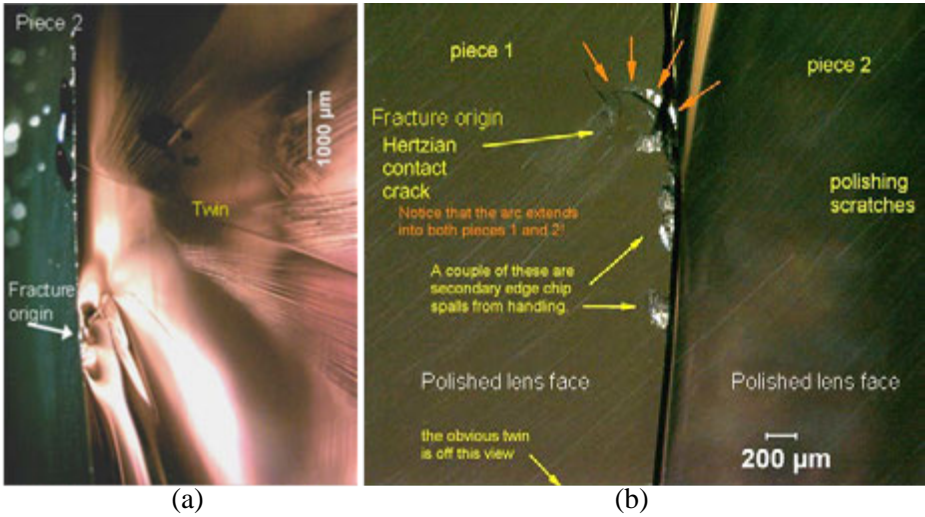 Piece 2
1000 µm
Twin
Fracture
origin
(a)
piece 1
piece 2
Fracture origin
Hertzian
contact
crack
Notice that the arc extends
into both pieces 1 and 2!
polishing
scratches
A couple of these are
secondary edge chip
spalls from handling.
Polished lens face
Polished lens face
the obvious twin
is off this view
200 µm
(b)